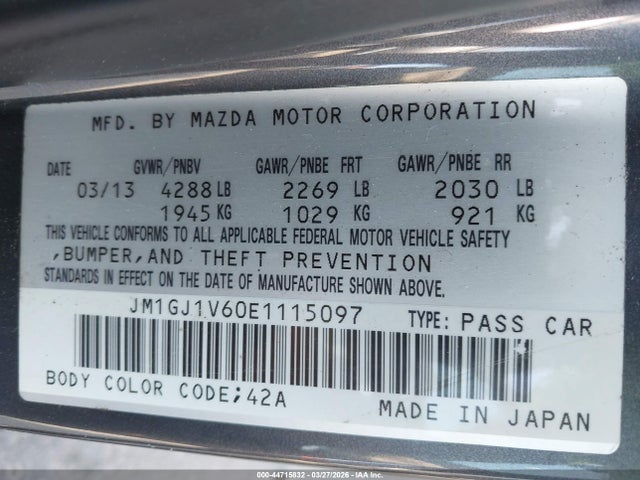 MFD. BY MAZDA MOTOR CORPORATION
DATE GVWR/PNBV GAWR/PNBE FRT GAWR/PNBE RR
03/13 4288 LB 2269 LB 2030 LB
1945 KG 1029 KG 921 KG
THIS VEHICLE CONFORMS TO ALL APPLICABLE FEDERAL MOTOR VEHICLE SAFETY
,BUMPER,AND THEFT PREVENTION
STANDARDS IN EFFECT ON THE DATE OF MANUFACTURE SHOWN ABOVE.
JM1GJ1V60E1115097 TYPE: PASS CAR
BODY COLOR CODE;42A MADE IN JAPAN
000-44715832 - 03/27/2026 - IAA Inc.